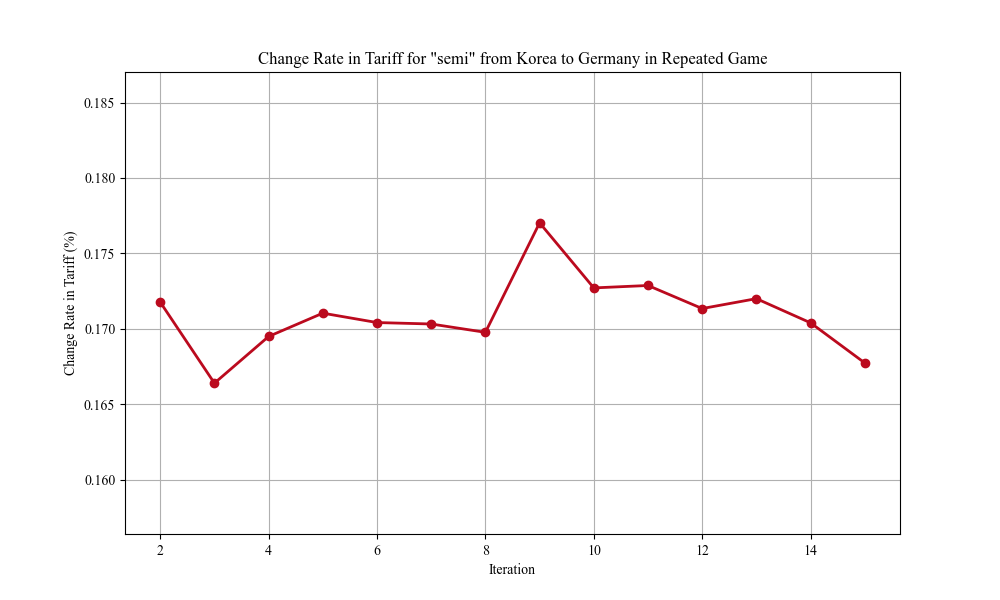 Change Rate in Tariff for "semi" from Korea to Germany in Repeated Game
Change Rate in Tariff (%)
0.185
0.180
0.175
0.170
0.165
0.160
2 4 6 8 10 12 14
Iteration